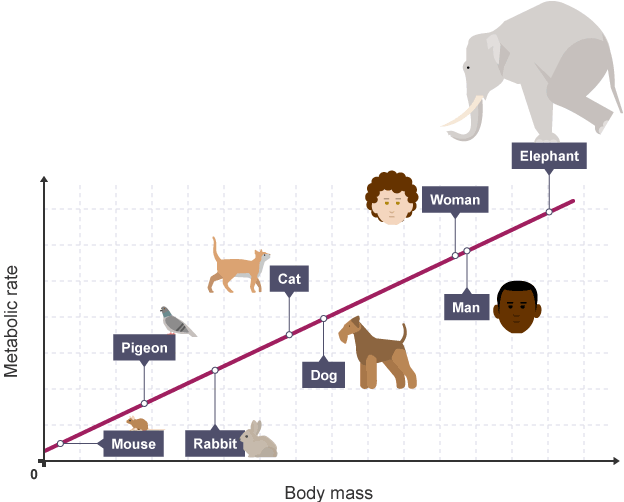 Elephant
Woman
Cat
Man
Pigeon
Dog
Mouse
Rabbit
Metabolic rate
0
Body mass